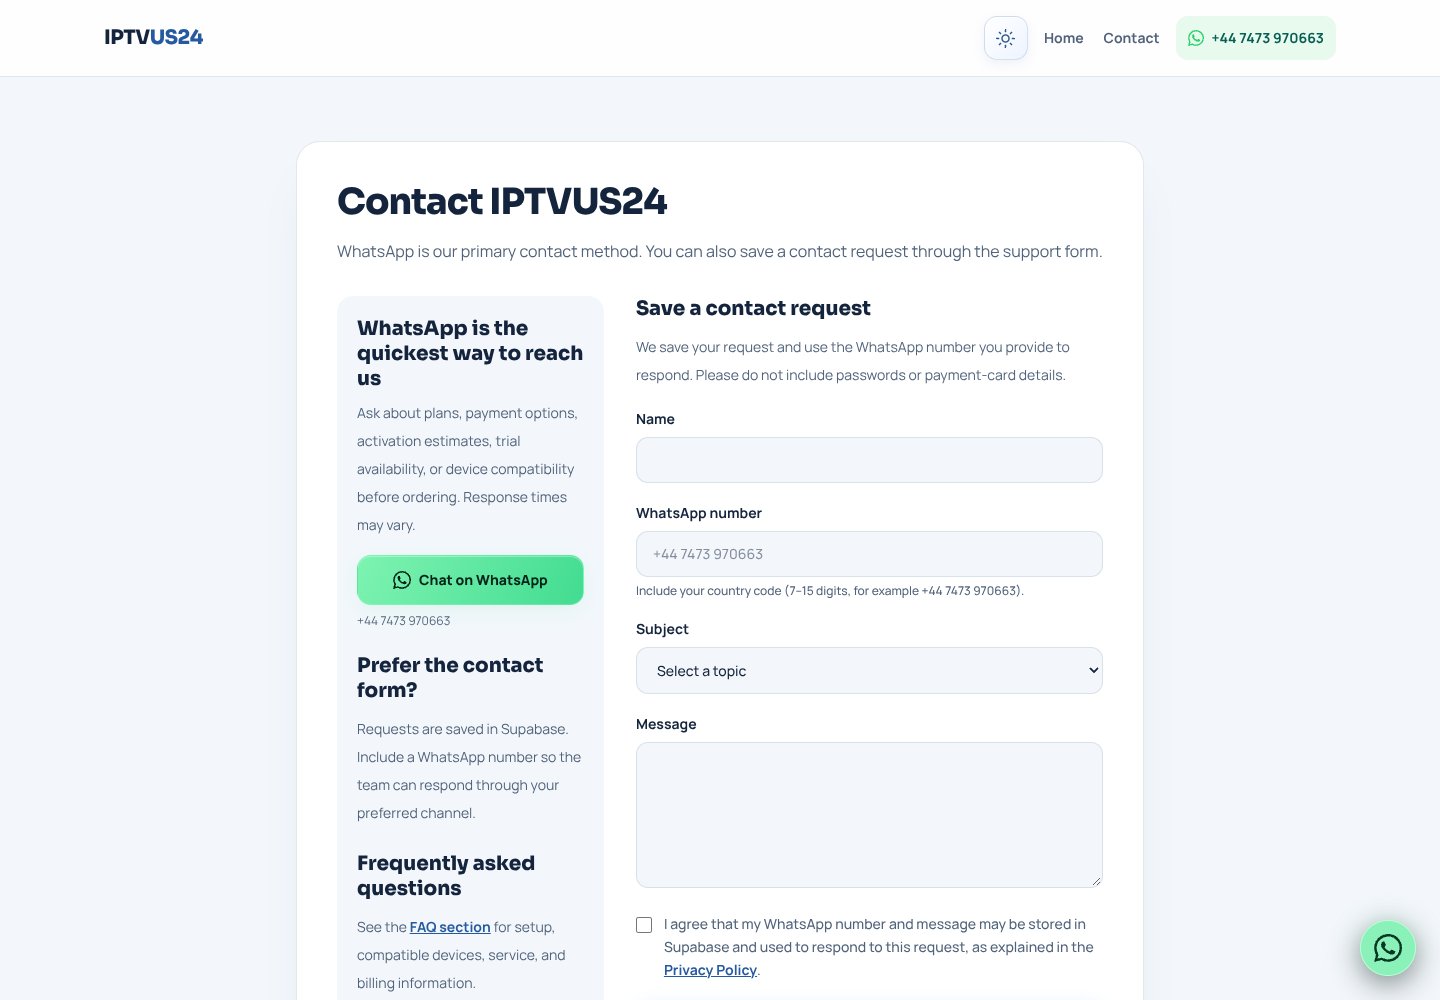 IPTVUS24
Home
Contact
+44 7473 970663
Contact IPTVUS24
WhatsApp is our primary contact method. You can also save a contact request through the support form.
WhatsApp is the
quickest way to reach
us
Ask about plans, payment options,
activation estimates, trial
availability, or device compatibility
before ordering. Response times
may vary.
Chat on WhatsApp
+44 7473 970663
Prefer the contact
form?
Requests are saved in Supabase.
Include a WhatsApp number so the
team can respond through your
preferred channel.
Frequently asked
questions
See the FAQ section for setup,
compatible devices, service, and
billing information.
Save a contact request
We save your request and use the WhatsApp number you provide to
respond. Please do not include passwords or payment-card details.
Name
WhatsApp number
+44 7473 970663
Include your country code (7–15 digits, for example +44 7473 970663).
Subject
Select a topic
Message
I agree that my WhatsApp number and message may be stored in
Supabase and used to respond to this request, as explained in the
Privacy Policy.